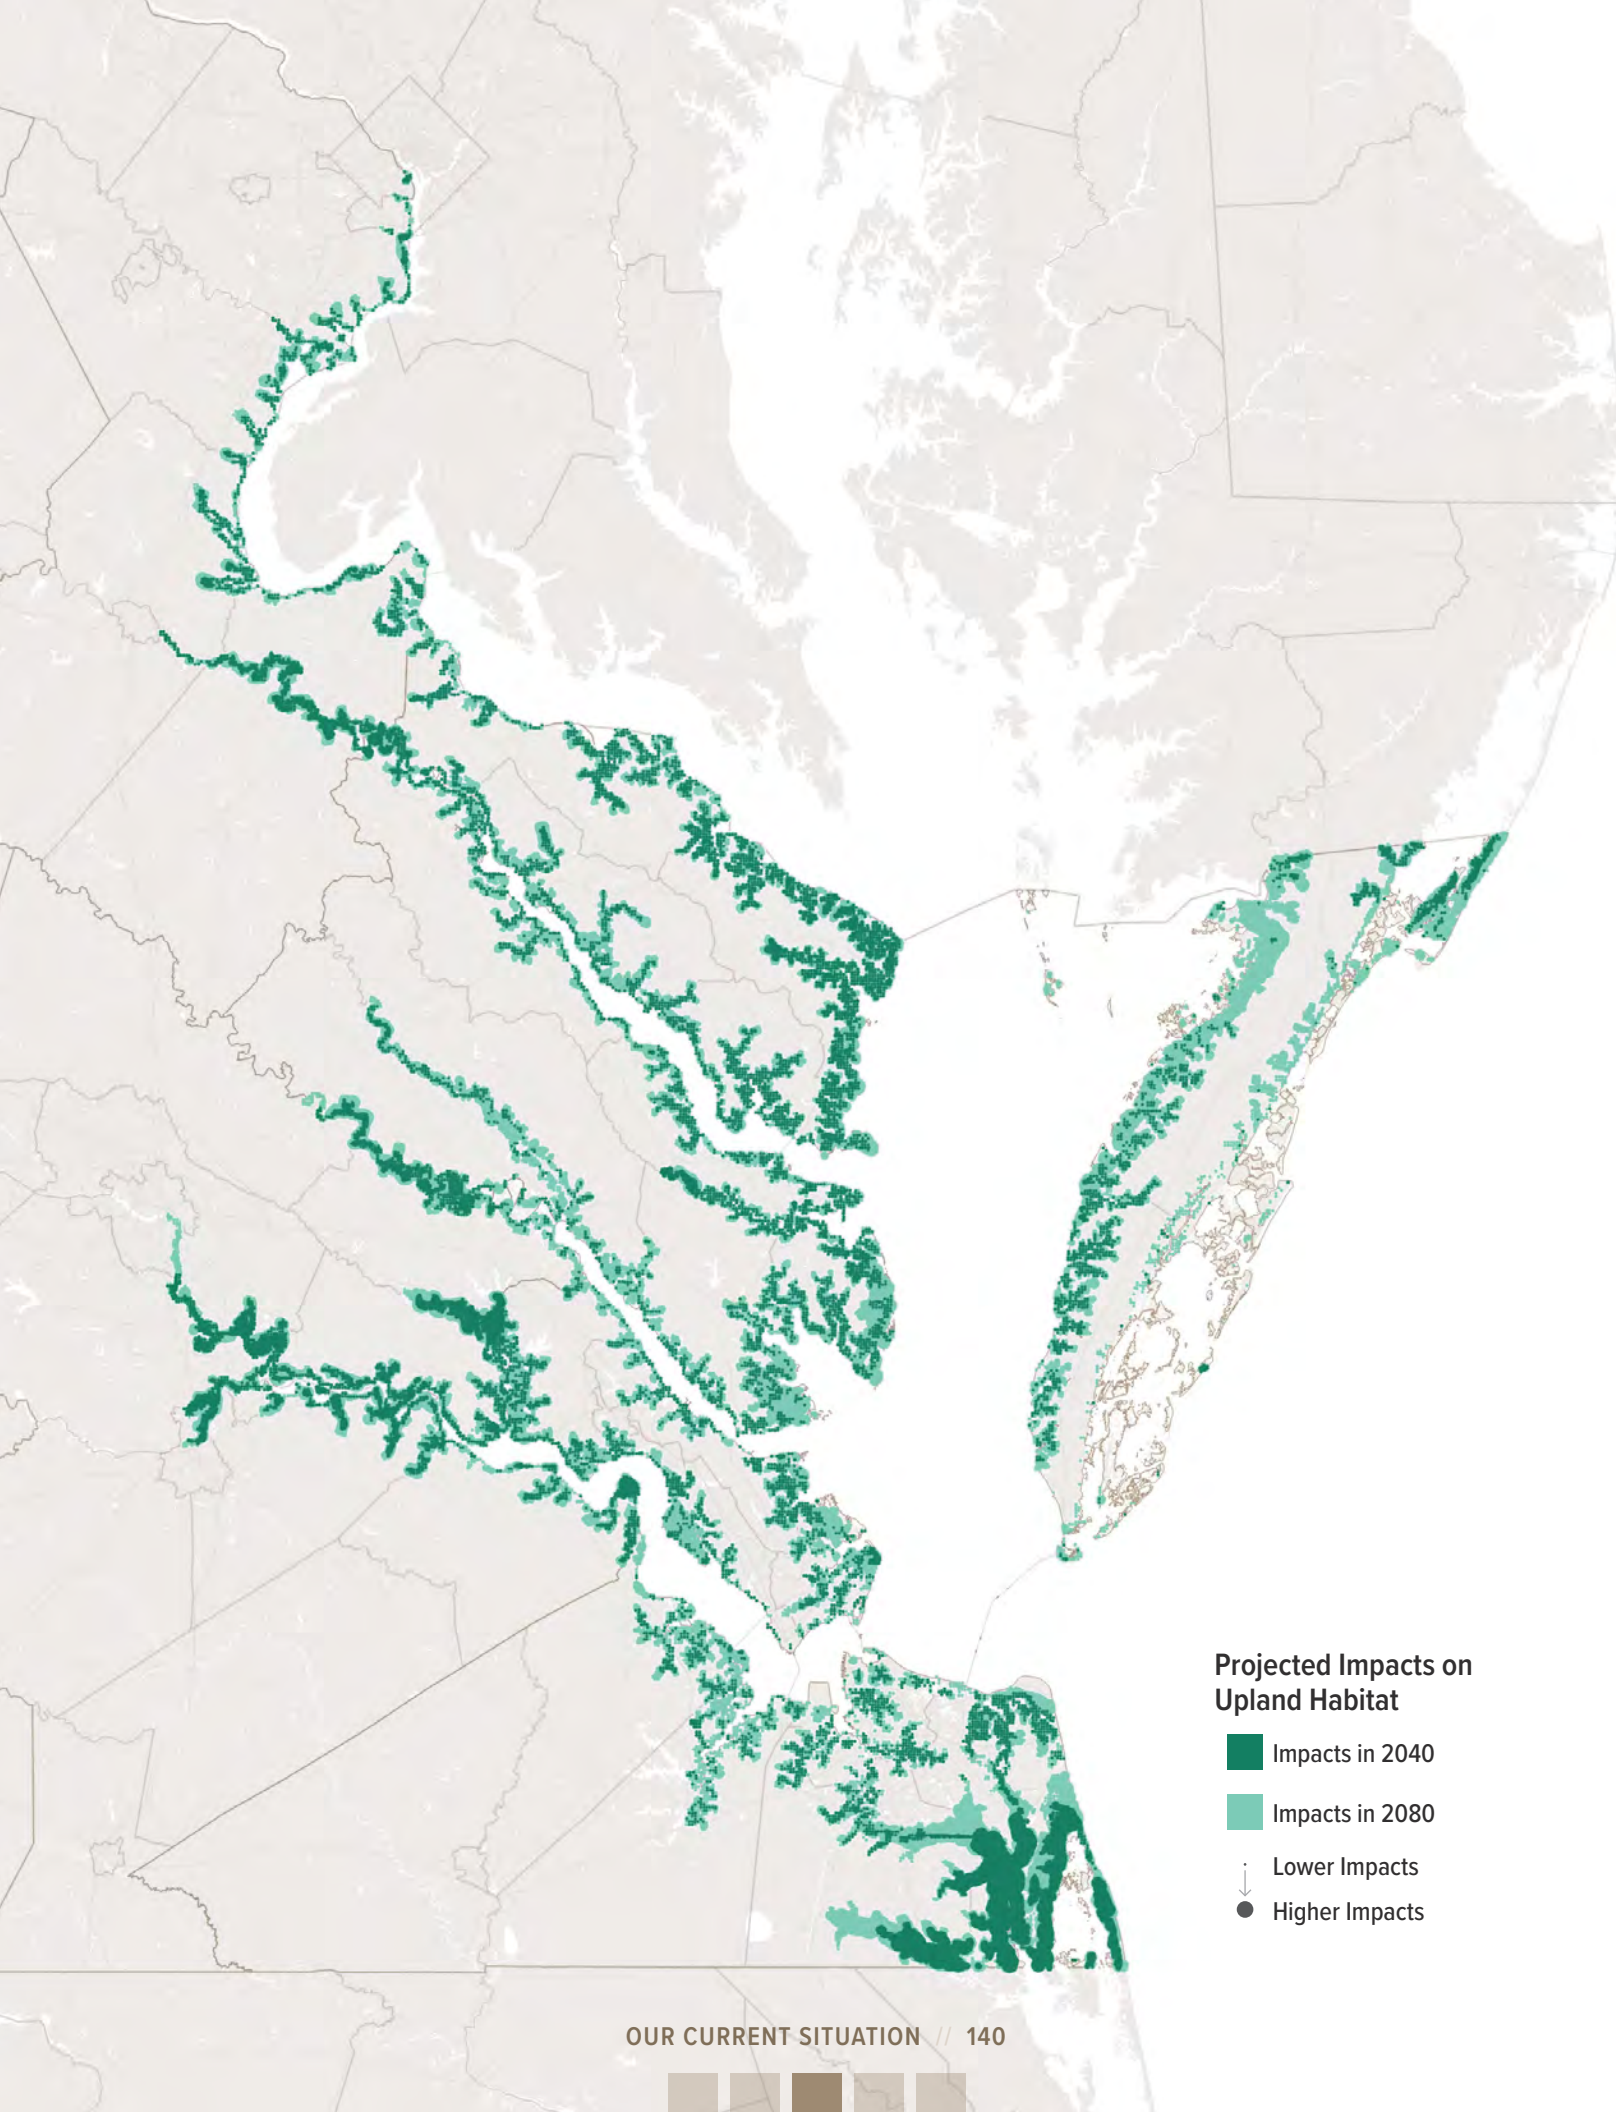 Projected Impacts on
Upland Habitat
Impacts in 2040
Impacts in 2080
Lower Impacts
Higher Impacts
OUR CURRENT SITUATION // 140